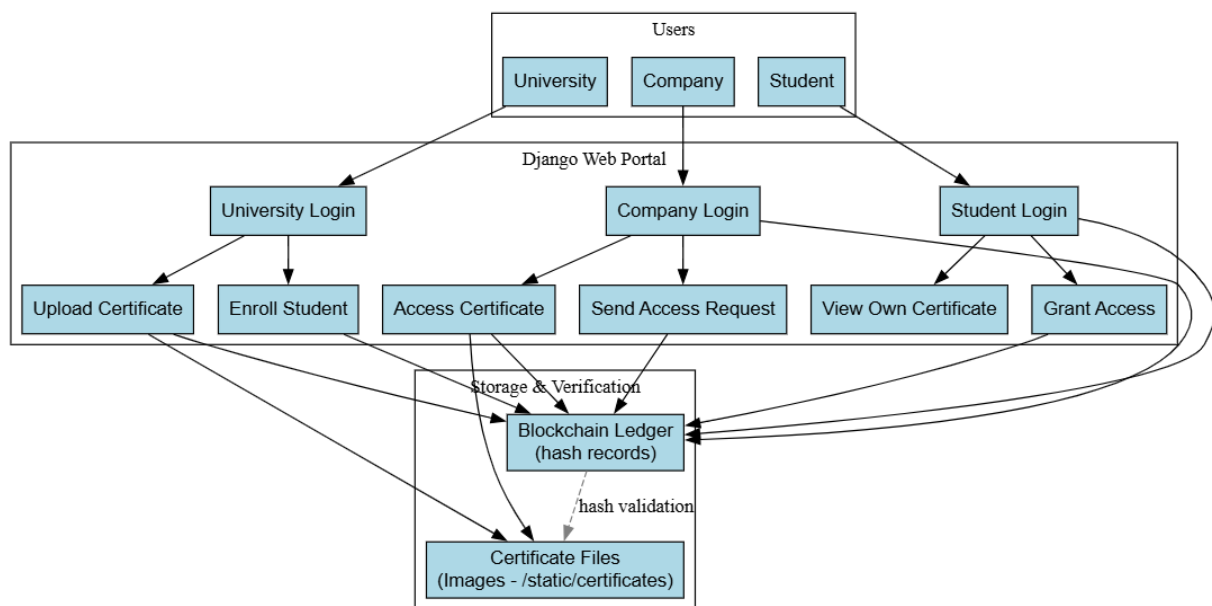 Users
University
Company
Student
Django Web Portal
University Login
Company Login
Student Login
Upload Certificate
Enroll Student
Access Certificate
Send Access Request
View Own Certificate
Grant Access
Storage & Verification
Blockchain Ledger
(hash records)
hash validation
Certificate Files
(Images - /static/certificates)